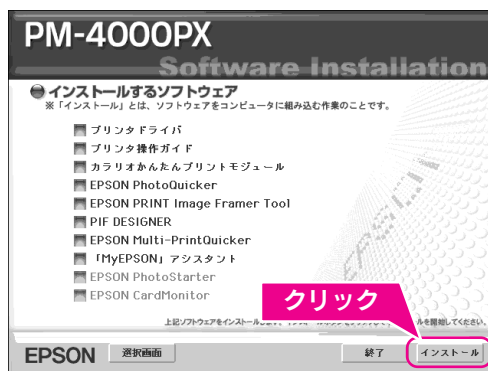 PM-4000PX
Software Installation
インストールするソフトウェア
※「インストール」とは、ソフトウェアをコンピュータに組み込む作業のことです。
プリンタドライバ
プリンタ操作ガイド
カラリオかんたんプリントモジュール
EPSON PhotoQuicker
EPSON PRINT Image Framer Tool
PIF DESIGNER
EPSON Multi-PrintQuicker
「MyEPSON」アシスタント
EPSON PhotoStarter
EPSON CardMonitor
クリック
上記ソフトウェアをインストール ルを開始してください。
EPSON 選択画面 終了 インストール
EPSON